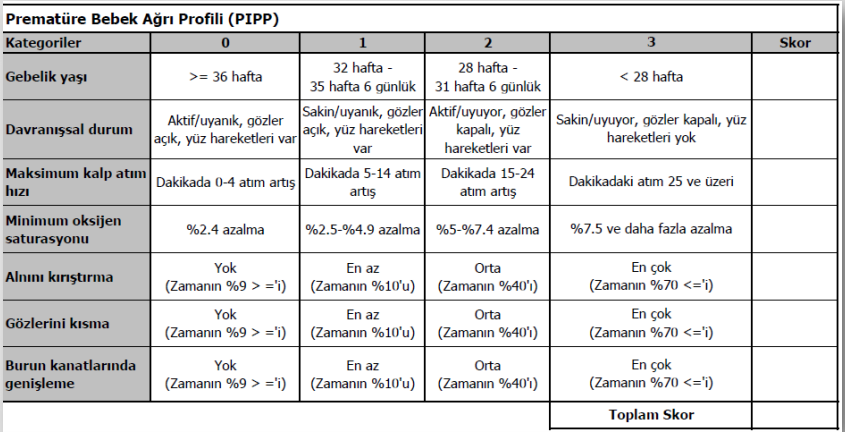 Prematüre Bebek Ağrı Profili (PIPP)
Kategoriler 0 1 2 3 Skor
Gebelik yaşı
>= 36 hafta
32 hafta -
35 hafta 6 günlük
28 hafta -
31 hafta 6 günlük
< 28 hafta
Davranışsal durum
Aktif/uyanık, gözler
açık, yüz hareketleri var
Sakin/uyanık, gözler
açık, yüz hareketleri
var
Aktif/uyuyor, gözler
kapalı, yüz
hareketleri var
Sakin/uyuyor, gözler kapalı, yüz
hareketleri yok
Maksimum kalp atım
hızı
Dakikada 0-4 atım artış
Dakikada 5-14 atım
artış
Dakikada 15-24
atım artış
Dakikadaki atım 25 ve üzeri
Minimum oksijen
saturasyonu
%2.4 azalma
%2.5-%4.9 azalma
%5-%7.4 azalma
%7.5 ve daha fazla azalma
Alnını kırıştırma
Yok
(Zamanın %9 > ='i)
En az
(Zamanın %10'u)
Orta
(Zamanın %40'ı)
En çok
(Zamanın %70 <='i)
Gözlerini kısma
Yok
(Zamanın %9 > ='i)
En az
(Zamanın %10'u)
Orta
(Zamanın %40'ı)
En çok
(Zamanın %70 <='i)
Burun kanatlarında
genişleme
Yok
(Zamanın %9 > ='i)
En az
(Zamanın %10'u)
Orta
(Zamanın %40'ı)
En çok
(Zamanın %70 <='i)
Toplam Skor